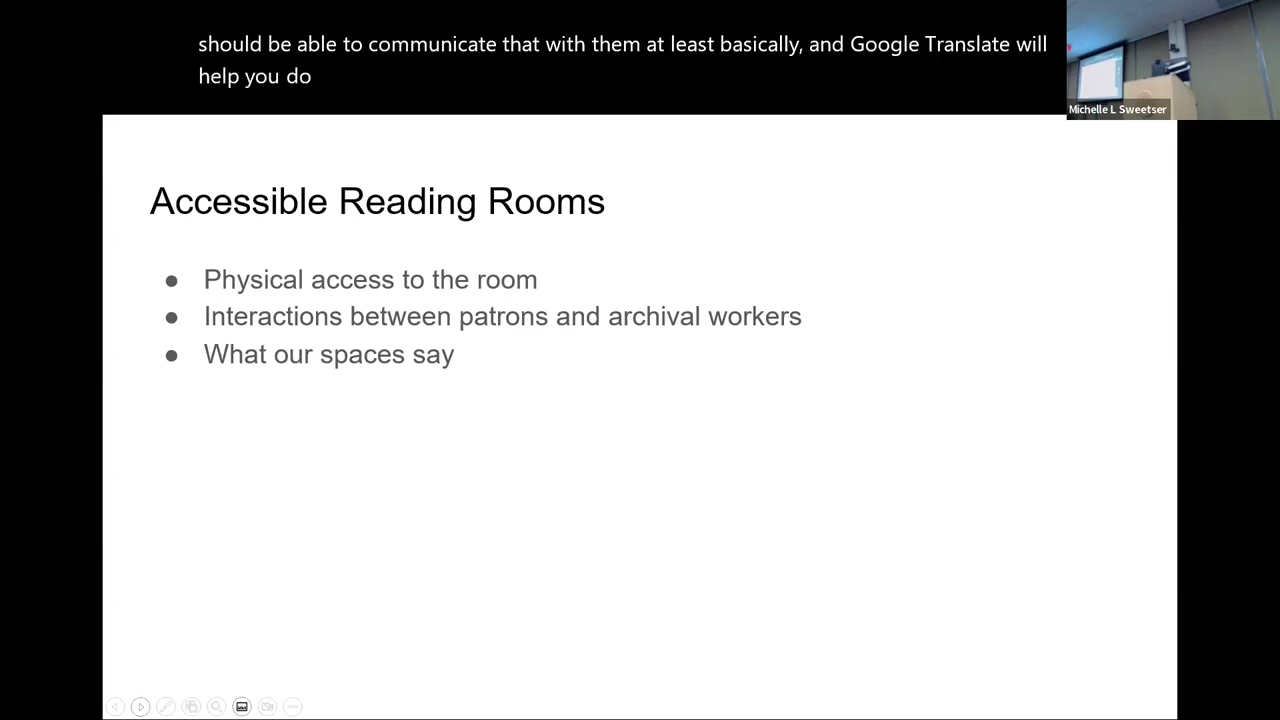 should be able to communicate that with them at least basically, and Google Translate will
help you do
Michelle L Sweetser
Accessible Reading Rooms
● Physical access to the room
● Interactions between patrons and archival workers
● What our spaces say